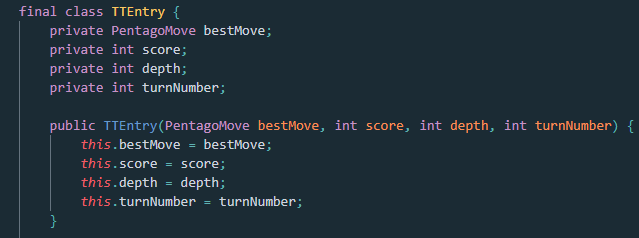 final class TTEntry {
    private PentagoMove bestMove;
    private int score;
    private int depth;
    private int turnNumber;

    public TTEntry(PentagoMove bestMove, int score, int depth, int turnNumber) {
        this.bestMove = bestMove;
        this.score = score;
        this.depth = depth;
        this.turnNumber = turnNumber;
    }